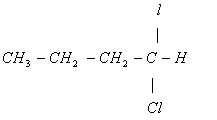 l
|
CH₃ − CH₂ − CH₂ − C − H
|
Cl